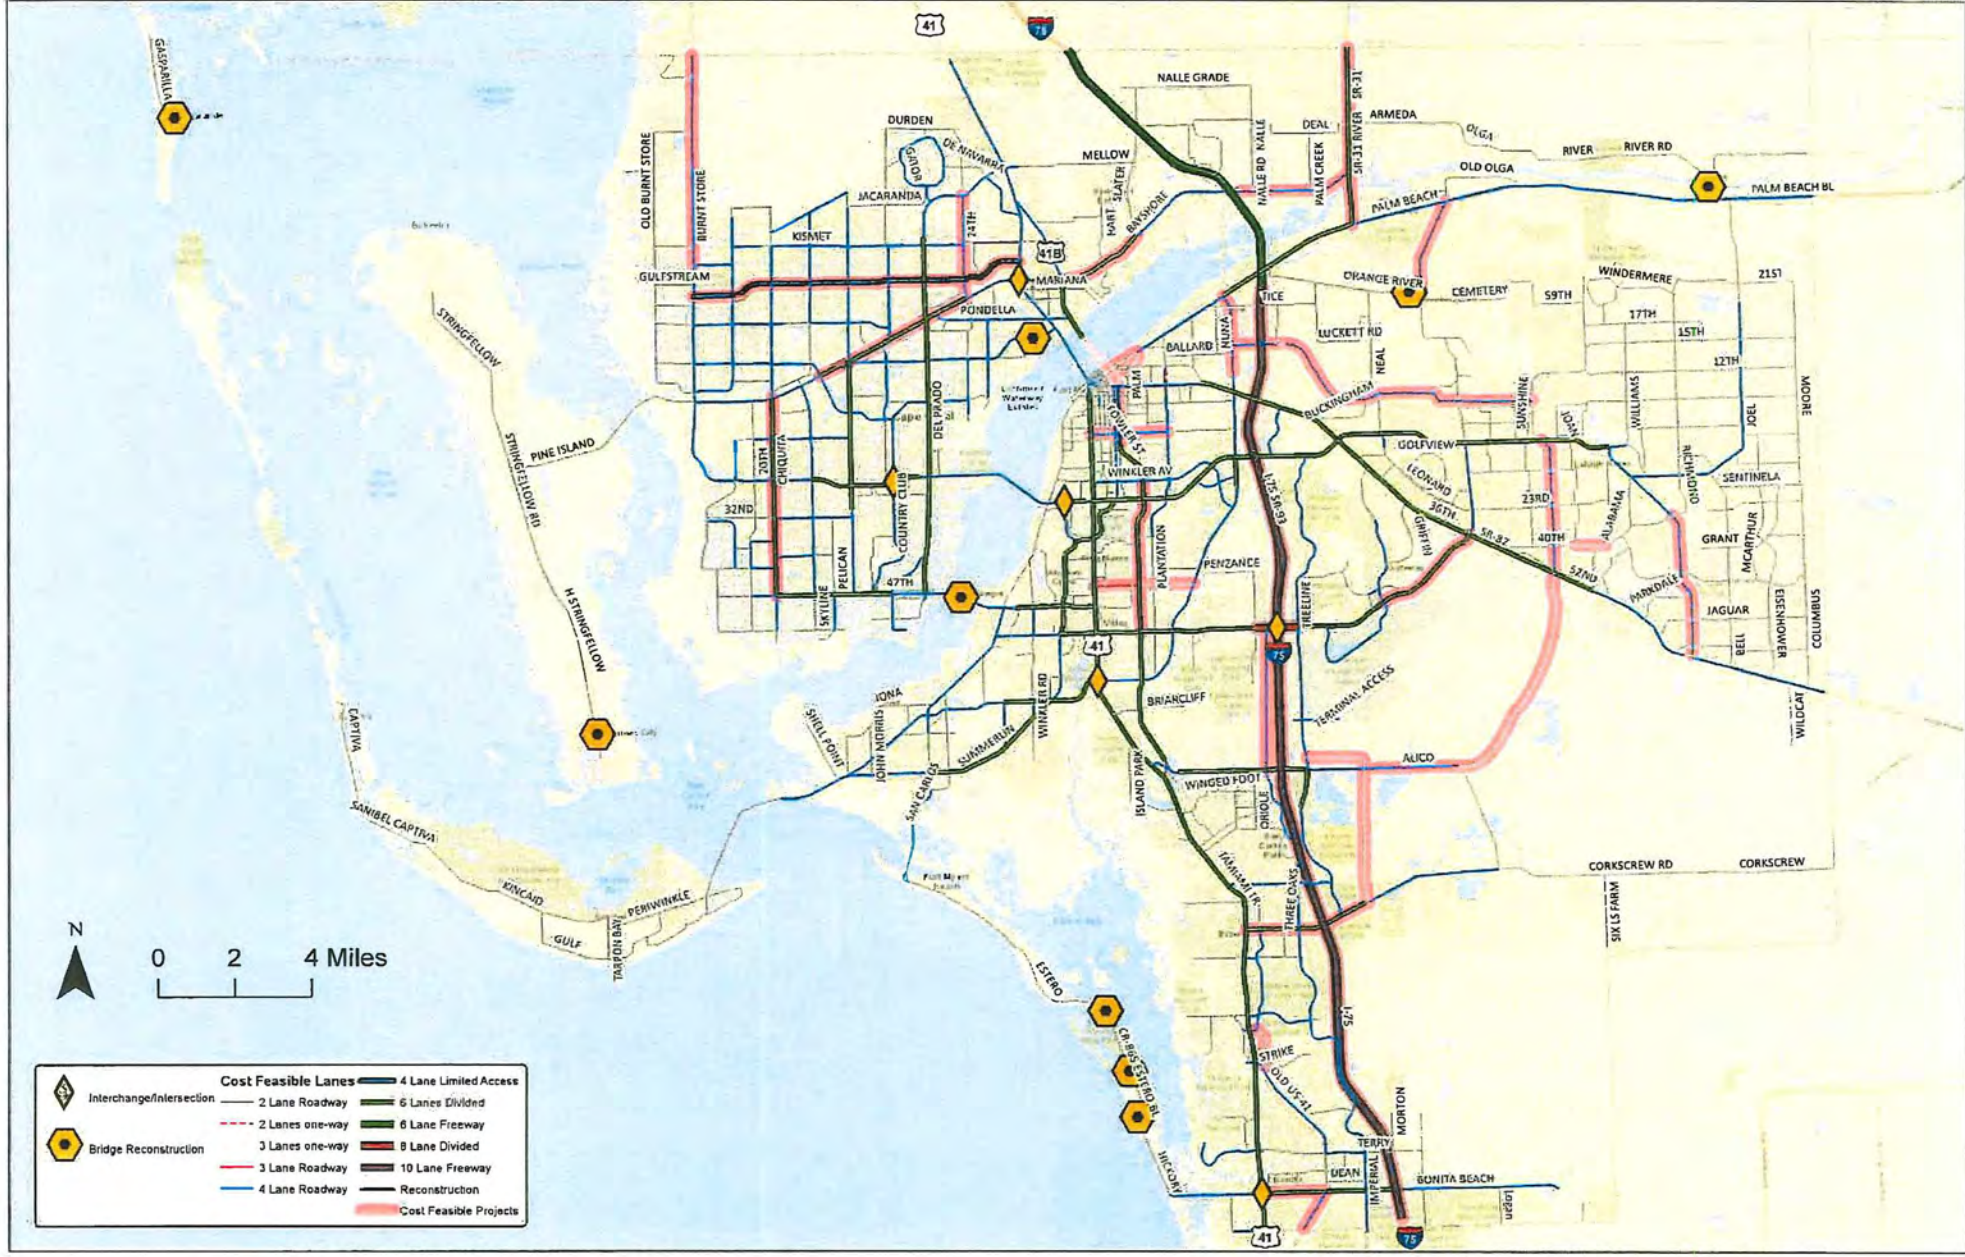 41
75
GASPARILLA
NALLE GRADE
SR-31
DURDEN
DEAL
ARMEDA
OLGA
RIVER
RIVER RD
OLD BURNT STORE
GATOR
DE NAVARRA
MELLOW
NALLE RD NALLE
PALM CREEK
SR-31 RIVER
OLD OLGA
PALM BEACH BL
BURNT STORE
JACARANDA
24TH
HART
SLATER
BAYSHORE
PALM BEACH
KISMET
41B
GULFSTREAM
MARIANA
TICE
ORANGE RIVER
CEMETERY
WINDERMERE
21ST
59TH
STRINGFELLOW
PONDELLA
17TH
15TH
NUNA
LUCKETT RD
BALLARD
NEAL
12TH
PALM
DEL PRADO
BUCKINGHAM
SUNSHINE
WILLIAMS
MOORE
JOAN
JOEL
FOWLER ST
STRINGFELLOW RD
PINE ISLAND
20TH
CHIQUITA
COUNTRY CLUB
WINKLER AV
GOLFVIEW
LEONARD
RICHMOND
SENTINELA
I-75 SR-93
23RD
36TH
32ND
ALABAMA
GRIFFIN
SR-82
40TH
GRANT
MCARTHUR
PELICAN
47TH
PLANTATION
PENZANCE
52ND
PARKDALE
H STRINGFELLOW
SKYLINE
TREELINE
JAGUAR
EISENHOWER
COLUMBUS
BELL
41
75
WINKLER RD
BRIARCLIFF
TERMINAL ACCESS
WILDCAT
CAPTIVA
IONA
SHELL POINT
JOHN MORRIS
SUMMERLIN
SAN CARLOS
ISLAND PARK
WINGED FOOT
ALICO
ORIOLE
SANIBEL CAPTIVA
Fort Myers
TAMIAMI TR
CORKSCREW RD
CORKSCREW
KINCAID
PERIWINKLE
THREE OAKS
SIX LS FARM
GULF
TARPON BAY
N
0 2 4 Miles
ESTERO
I-75
CR-865
ESTERO BL
STRIKE
OLD US-41
MORTON
TERRY
HICKORY
DEAN
IMPERIAL
BONITA BEACH
Logan
41
75
Interchange/Intersection
Bridge Reconstruction
Cost Feasible Lanes
2 Lane Roadway
2 Lanes one-way
3 Lanes one-way
3 Lane Roadway
4 Lane Roadway
4 Lane Limited Access
6 Lanes Divided
6 Lane Freeway
8 Lane Divided
10 Lane Freeway
Reconstruction
Cost Feasible Projects